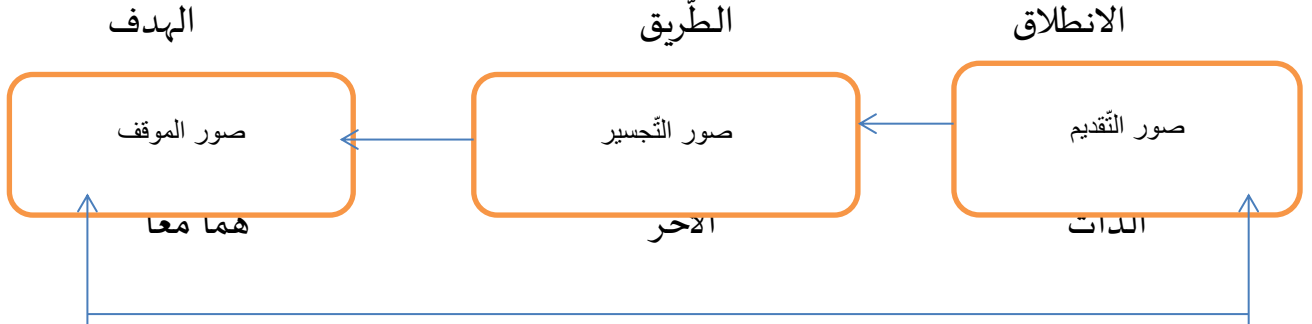 الانطلاق الطّريق الهدف
صور التّقديم صور التّجسير صور الموقف
الذات الآخر هما معا